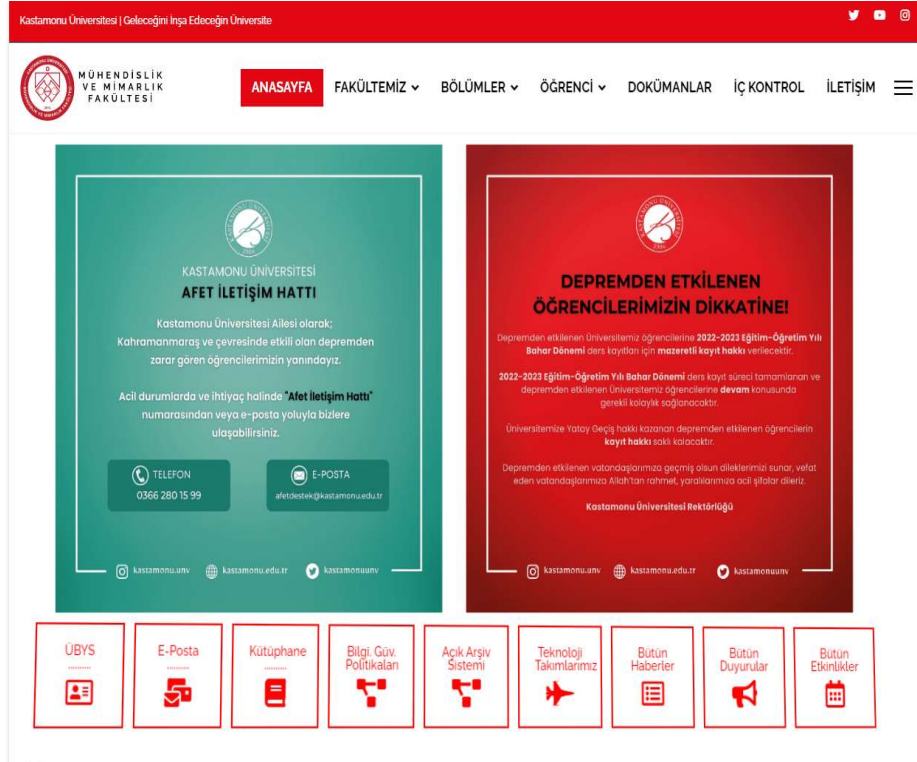 Kastamonu Üniversitesi | Geleceğini İnşa Edeceğin Üniversite
MÜHENDİSLİK
VE MİMARLIK
FAKÜLTESİ
ANASAYFA
FAKÜLTEMİZ
BÖLÜMLER
ÖĞRENCİ
DOKÜMANLAR
İÇ KONTROL
İLETİŞİM
KASTAMONU ÜNİVERSİTESİ
AFET İLETİŞİM HATTI
Kastamonu Üniversitesi Ailesi olarak;
Kahramanmaraş ve çevresinde etkili olan depremden
zarar gören öğrencilerimizin yanındayız.
Acil durumlarda ve ihtiyaç halinde "Afet İletişim Hattı"
numarasından veya e-posta yoluyla bizlere
ulaşabilirsiniz.
TELEFON
0366 280 15 99
E-POSTA
afetdestek@kastamonu.edu.tr
kastamonu.unv
kastamonu.edu.tr
kastamonuunv
DEPREMDEN ETKİLENEN
ÖĞRENCİLERİMİZİN DİKKATİNE!
Depremden etkilenen Üniversitemiz öğrencilerine 2022-2023 Eğitim-Öğretim Yılı
Bahar Dönemi ders kayıtları için mazeretli kayıt hakkı verilecektir.
2022-2023 Eğitim-Öğretim Yılı Bahar Dönemi ders kayıt süreci tamamlanan ve
depremden etkilenen Üniversitemiz öğrencilerine devam konusunda
gerekli kolaylık sağlanacaktır.
Üniversitemize Yatay Geçiş hakkı kazanan depremden etkilenen öğrencilerin
kayıt hakkı saklı kalacaktır.
Depremden etkilenen vatandaşlarımıza geçmiş olsun dileklerimizi sunar, vefat
eden vatandaşlarımıza Allah'tan rahmet, yaralılarımıza acil şifalar dileriz.
Kastamonu Üniversitesi Rektörlüğü
kastamonu.unv
kastamonu.edu.tr
kastamonuunv
ÜBYS
E-Posta
Kütüphane
Bilgi. Güv.
Politikaları
Açık Arşiv
Sistemi
Teknoloji
Takımlarımız
Bütün
Haberler
Bütün
Duyurular
Bütün
Etkinlikler